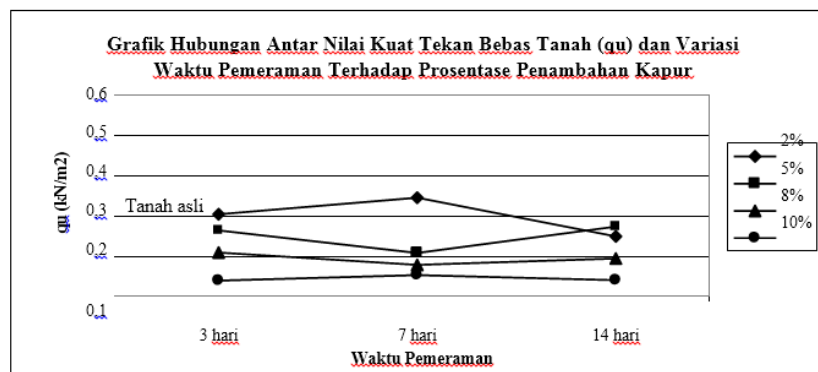 Grafik Hubungan Antar Nilai Kuat Tekan Bebas Tanah (qu) dan Variasi
Waktu Pemeraman Terhadap Prosentase Penambahan Kapur
0,6
0,5
0,4
0,3
0,2
0,1
qu (kN/m2)
Tanah asli
3 hari
7 hari
14 hari
Waktu Pemeraman
2%
5%
8%
10%